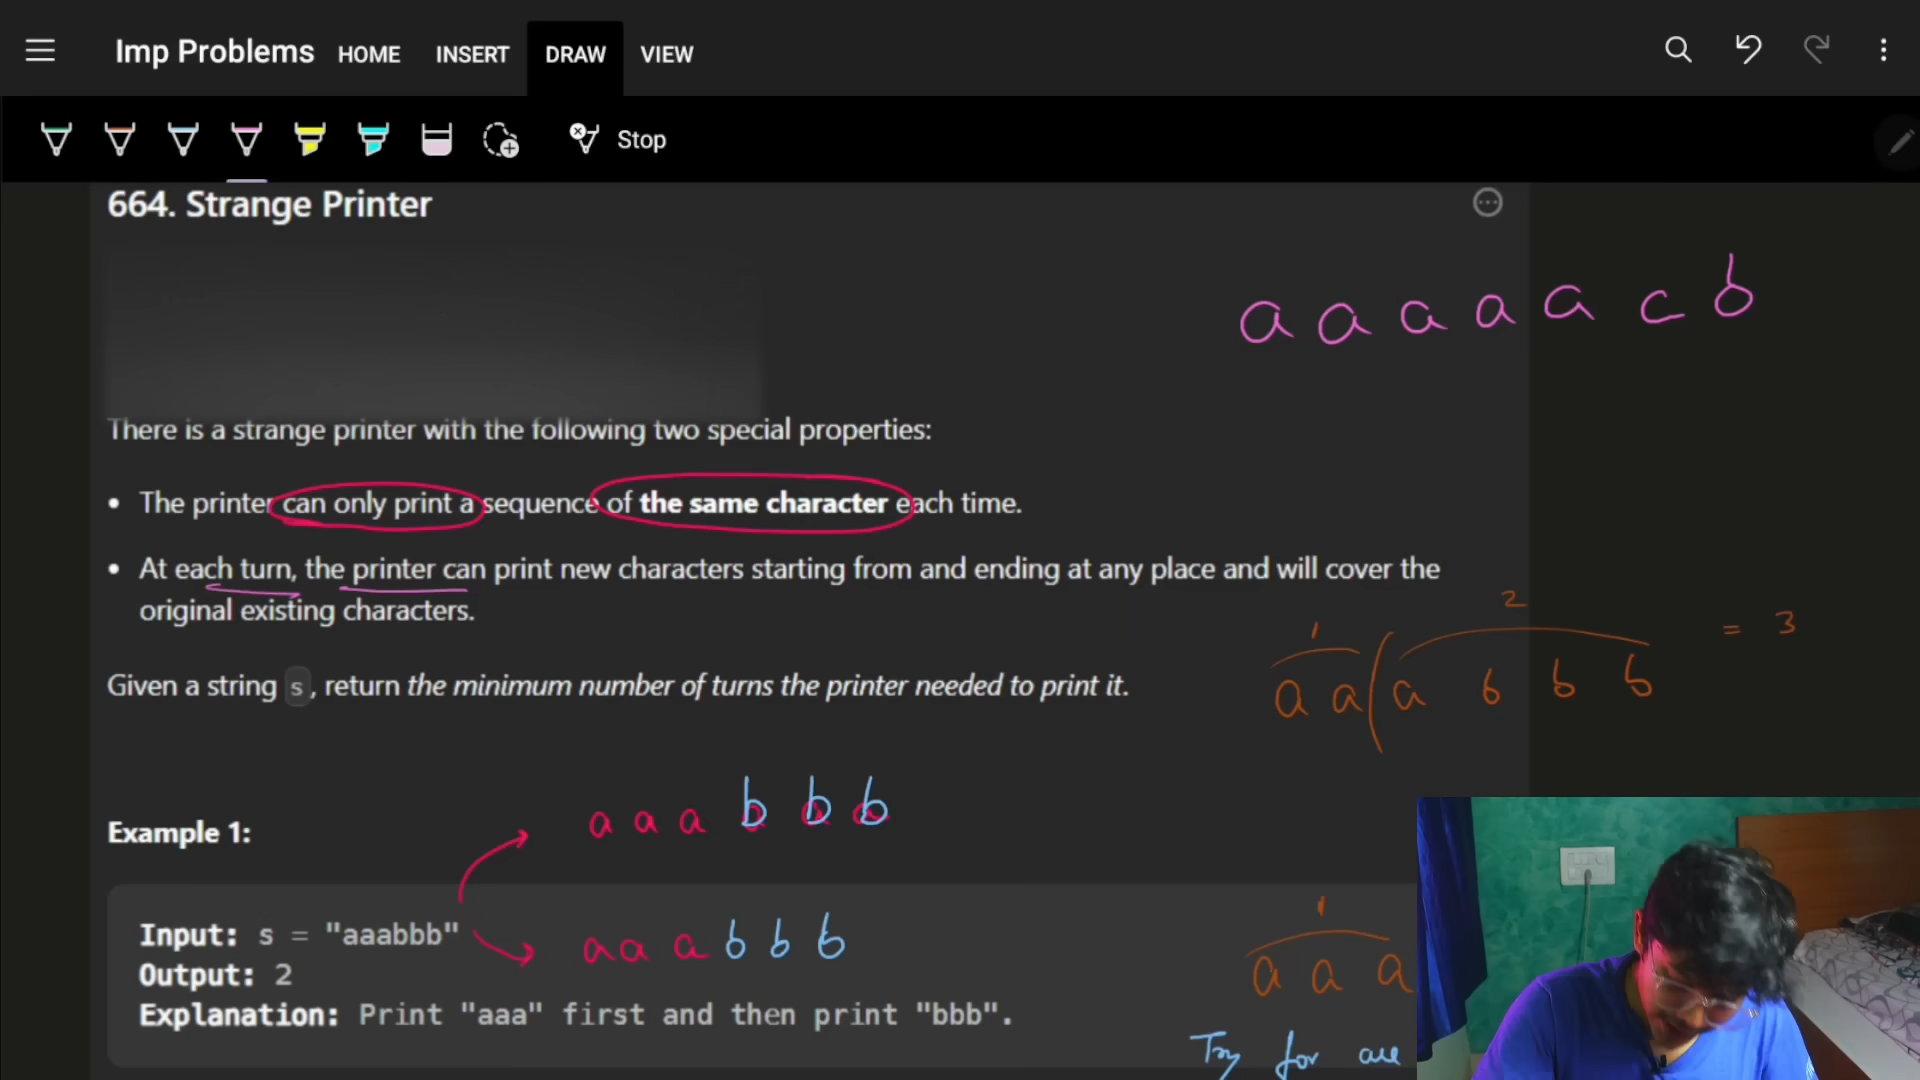 Imp Problems HOME INSERT DRAW VIEW
Stop
664. Strange Printer
a a a a a c b
There is a strange printer with the following two special properties:
• The printer can only print a sequence of the same character each time.
• At each turn, the printer can print new characters starting from and ending at any place and will cover the
original existing characters.
1 2 = 3
a a ( a b b b
Given a string s, return the minimum number of turns the printer needed to print it.
a a a b b b
Example 1:
Input: s = "aaabbb"
a a a b b b
Output: 2
Explanation: Print "aaa" first and then print "bbb".
1
a a a
Try for all